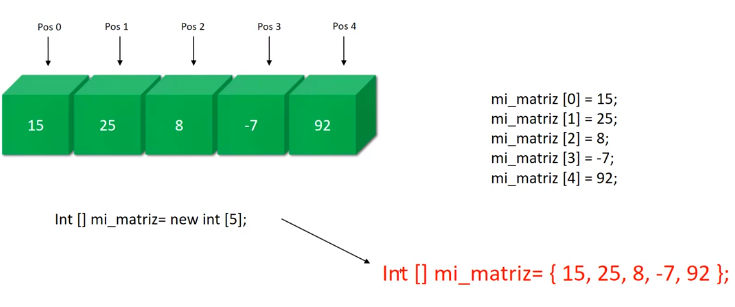 Pos 0 Pos 1 Pos 2 Pos 3 Pos 4
15 25 8 -7 92
mi_matriz [0] = 15;
mi_matriz [1] = 25;
mi_matriz [2] = 8;
mi_matriz [3] = -7;
mi_matriz [4] = 92;
Int [] mi_matriz= new int [5];
Int [] mi_matriz= { 15, 25, 8, -7, 92 };